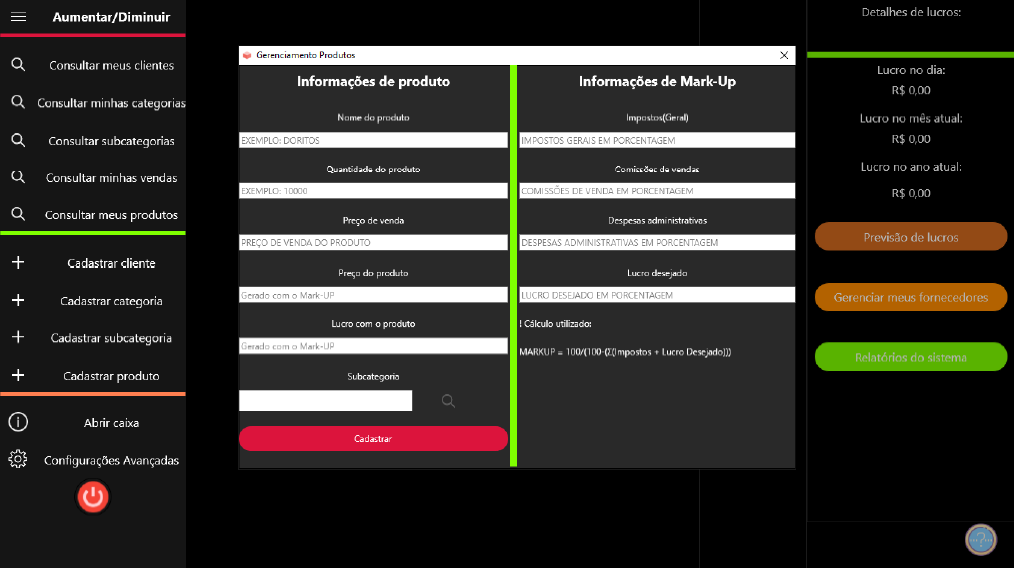 Aumentar/Diminuir
Consultar meus clientes
Consultar minhas categorias
Consultar subcategorias
Consultar minhas vendas
Consultar meus produtos
Cadastrar cliente
Cadastrar categoria
Cadastrar subcategoria
Cadastrar produto
Abrir caixa
Configurações Avançadas
Gerenciamento Produtos
Informações de produto
Nome do produto
EXEMPLO: DORITOS
Quantidade do produto
EXEMPLO: 10000
Preço de venda
PREÇO DE VENDA DO PRODUTO
Preço do produto
Gerado com o Mark-UP
Lucro com o produto
Gerado com o Mark-UP
Subcategoria
Cadastrar
Informações de Mark-Up
Impostos(Geral)
IMPOSTOS GERAIS EM PORCENTAGEM
Comissões de vendas
COMISSÕES DE VENDA EM PORCENTAGEM
Despesas administrativas
DESPESAS ADMINISTRATIVAS EM PORCENTAGEM
Lucro desejado
LUCRO DESEJADO EM PORCENTAGEM
! Cálculo utilizado:
MARKUP = 100/(100-(Σ(Impostos + Lucro Desejado)))
Detalhes de lucros:
Lucro no dia:
R$ 0,00
Lucro no mês atual:
R$ 0,00
Lucro no ano atual:
R$ 0,00
Previsão de lucros
Gerenciar meus fornecedores
Relatórios do sistema